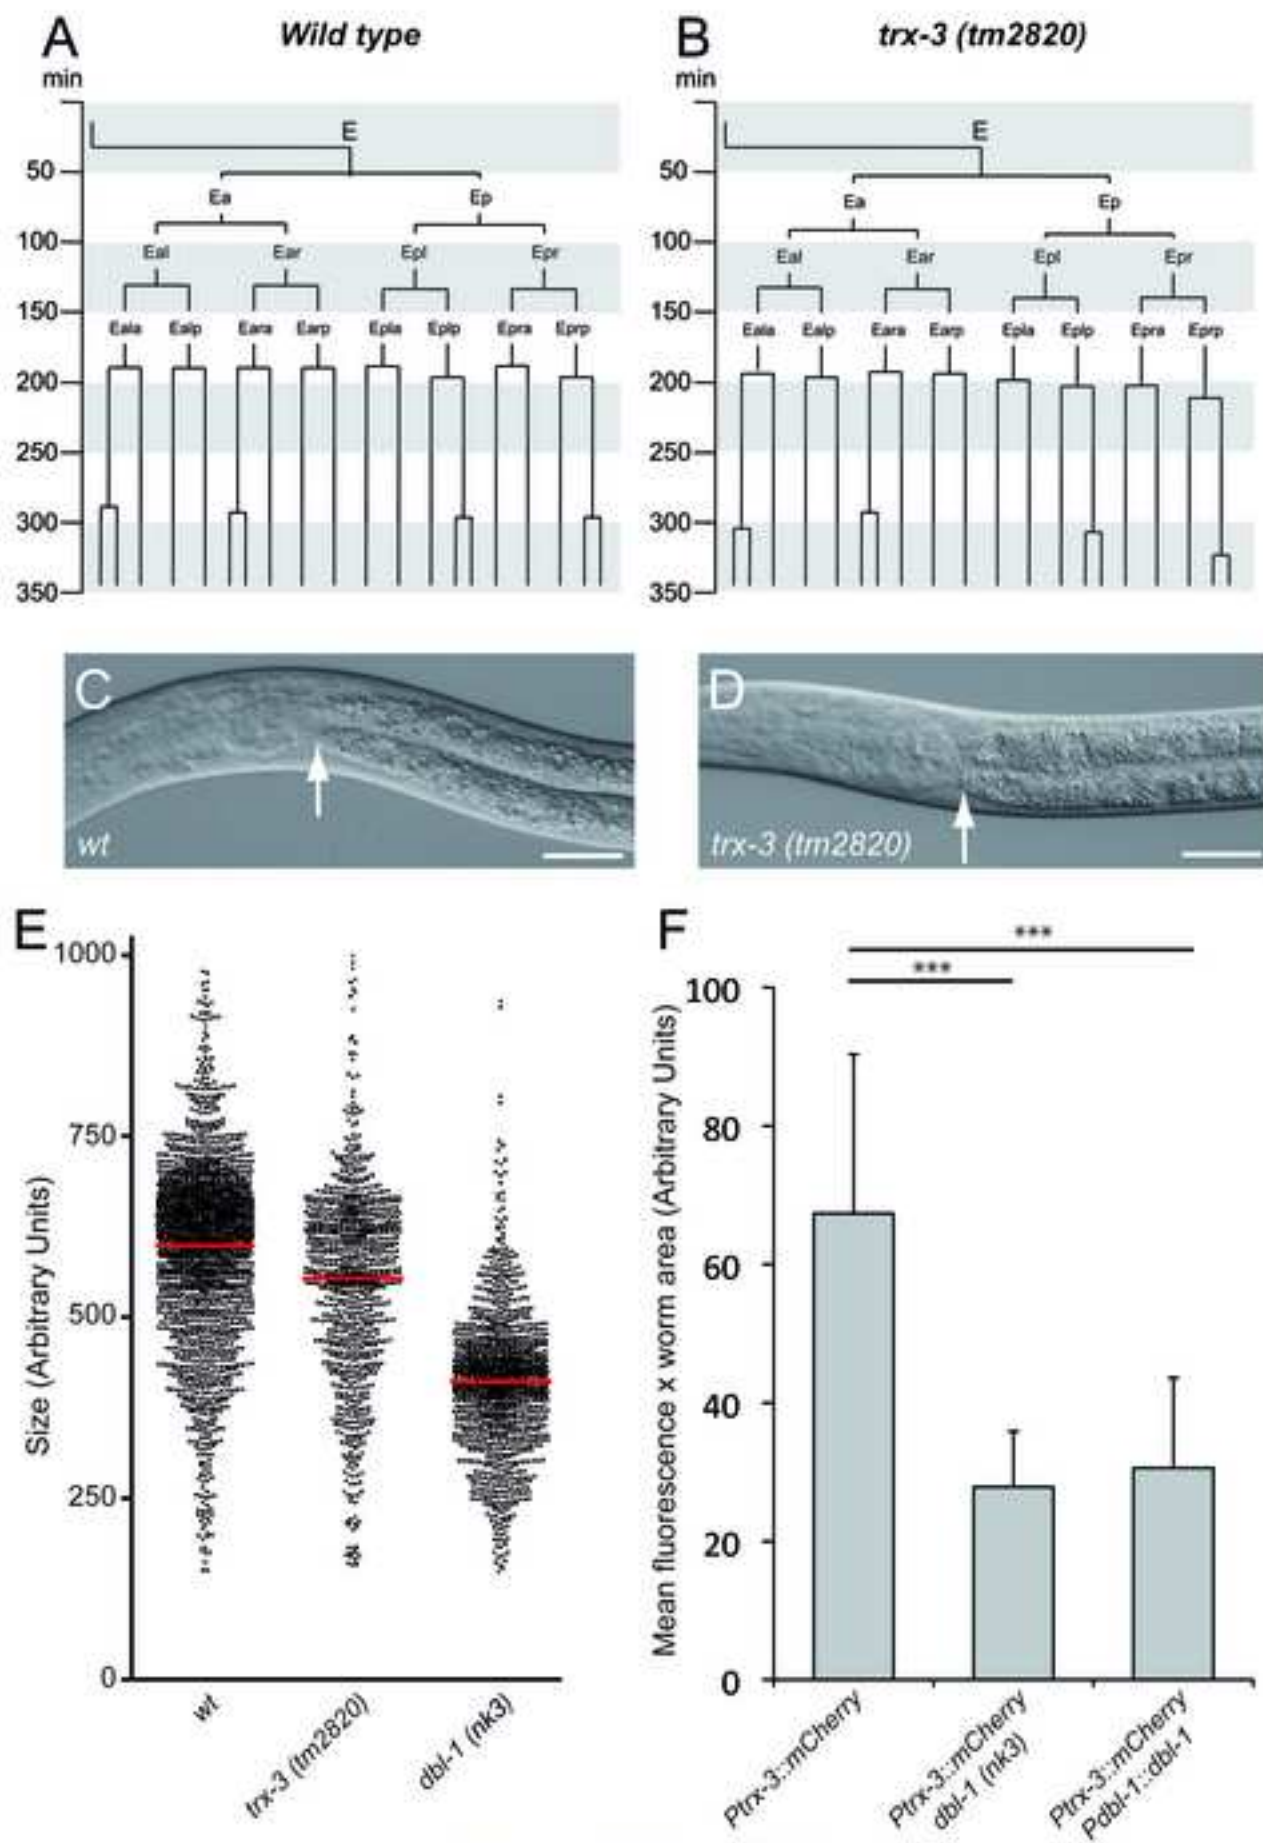 A
Wild type
min
E
50
Ea
Ep
100
Eal
Ear
Epl
Epr
150
Eala
Ealp
Eara
Earp
Epla
Eplp
Epra
Eprp
200
250
300
350
B
trx-3 (tm2820)
min
E
50
Ea
Ep
100
Eal
Ear
Epl
Epr
150
Eala
Ealp
Eara
Earp
Epla
Eplp
Epra
Eprp
200
250
300
350
C
wt
D
trx-3 (tm2820)
E
Size (Arbitrary Units)
1000
750
500
250
0
wt
trx-3 (tm2820)
dbl-1 (nk3)
F
***
***
Mean fluorescence x worm area (Arbitrary Units)
100
80
60
40
20
0
Ptrx-3::mCherry
Ptrx-3::mCherry
dbl-1 (nk3)
Ptrx-3::mCherry
Pdbl-1::dbl-1